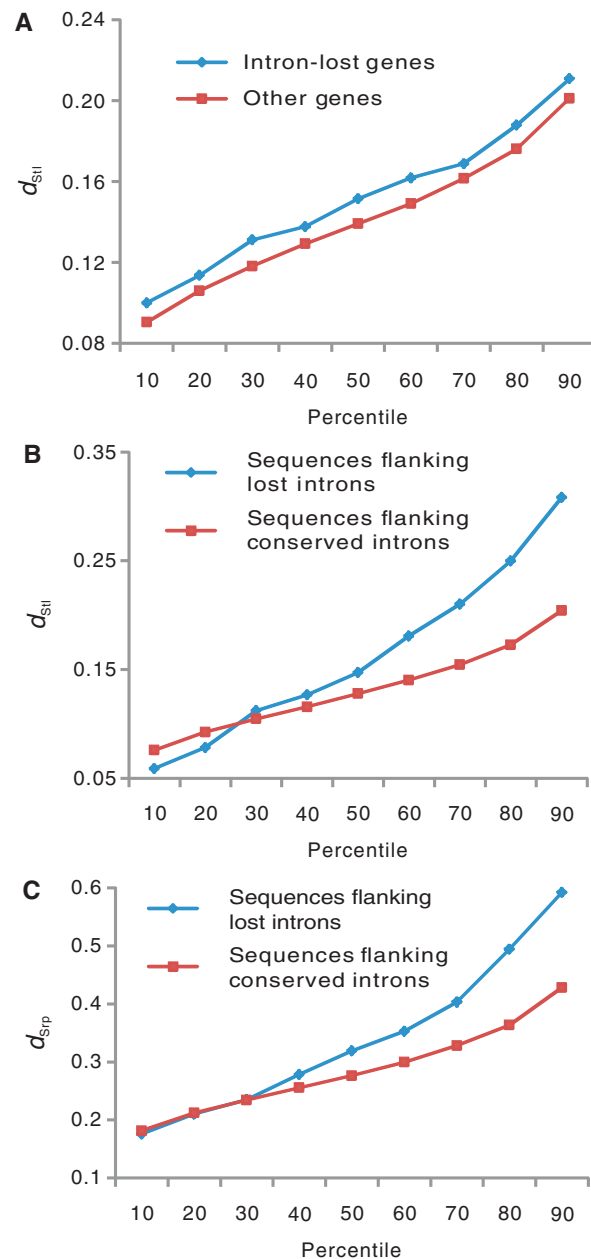 A
0.24
0.20
0.16
0.12
0.08
dStI
Intron-lost genes
Other genes
10 20 30 40 50 60 70 80 90
Percentile
B
0.35
0.25
0.15
0.05
dStI
Sequences flanking
lost introns
Sequences flanking
conserved introns
10 20 30 40 50 60 70 80 90
Percentile
C
0.6
0.5
0.4
0.3
0.2
0.1
dSrp
Sequences flanking
lost introns
Sequences flanking
conserved introns
10 20 30 40 50 60 70 80 90
Percentile